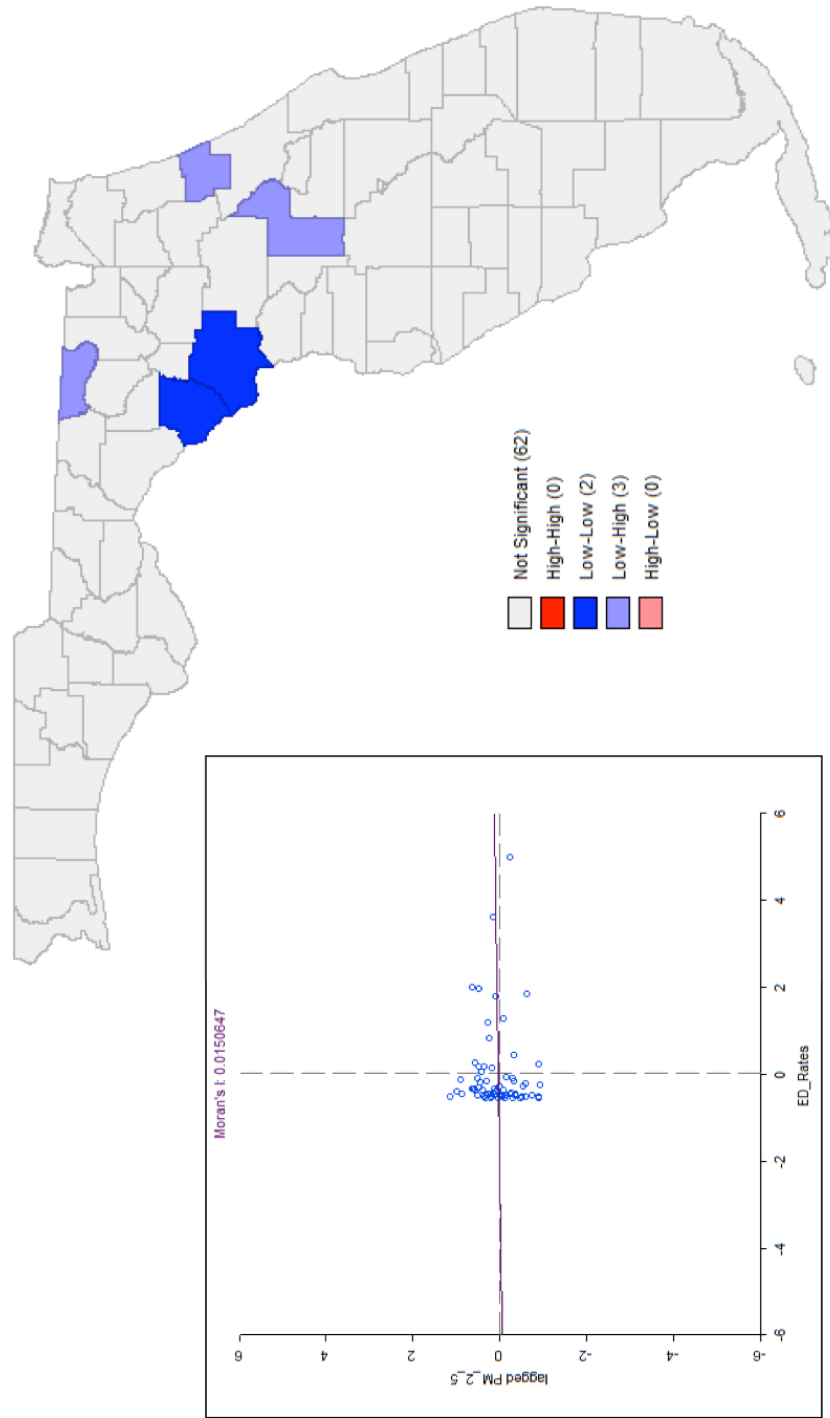 Moran's I: 0.0150647
6
4
2
0
-2
-4
-6
lagged PM_2_5
-6
-4
-2
0
2
4
6
ED_Rates
Not Significant (62)
High-High (0)
Low-Low (2)
Low-High (3)
High-Low (0)